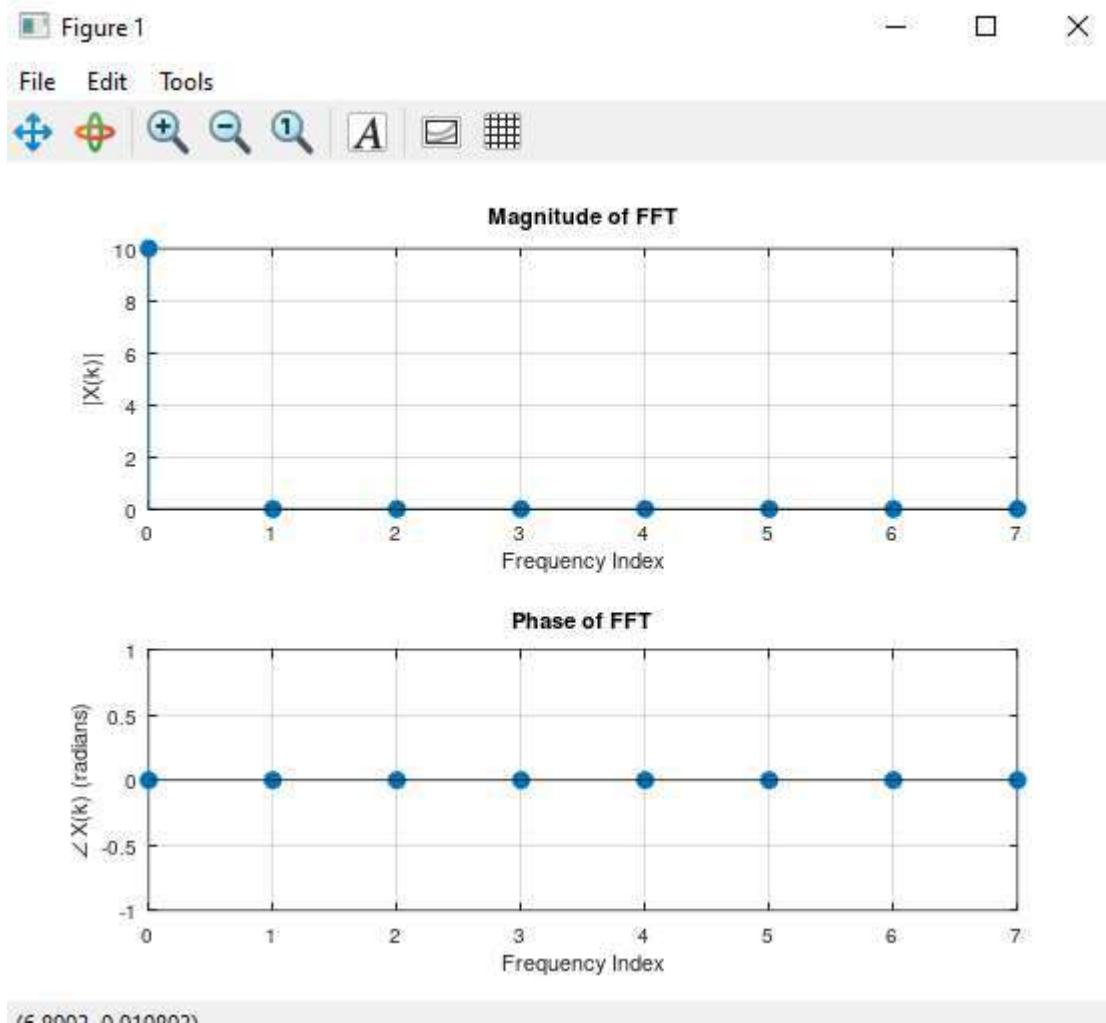 Figure 1
File Edit Tools
A
Magnitude of FFT
10
8
6
4
2
0
|X(k)|
0 1 2 3 4 5 6 7
Frequency Index
Phase of FFT
1
0.5
0
-0.5
-1
∠X(k) (radians)
0 1 2 3 4 5 6 7
Frequency Index